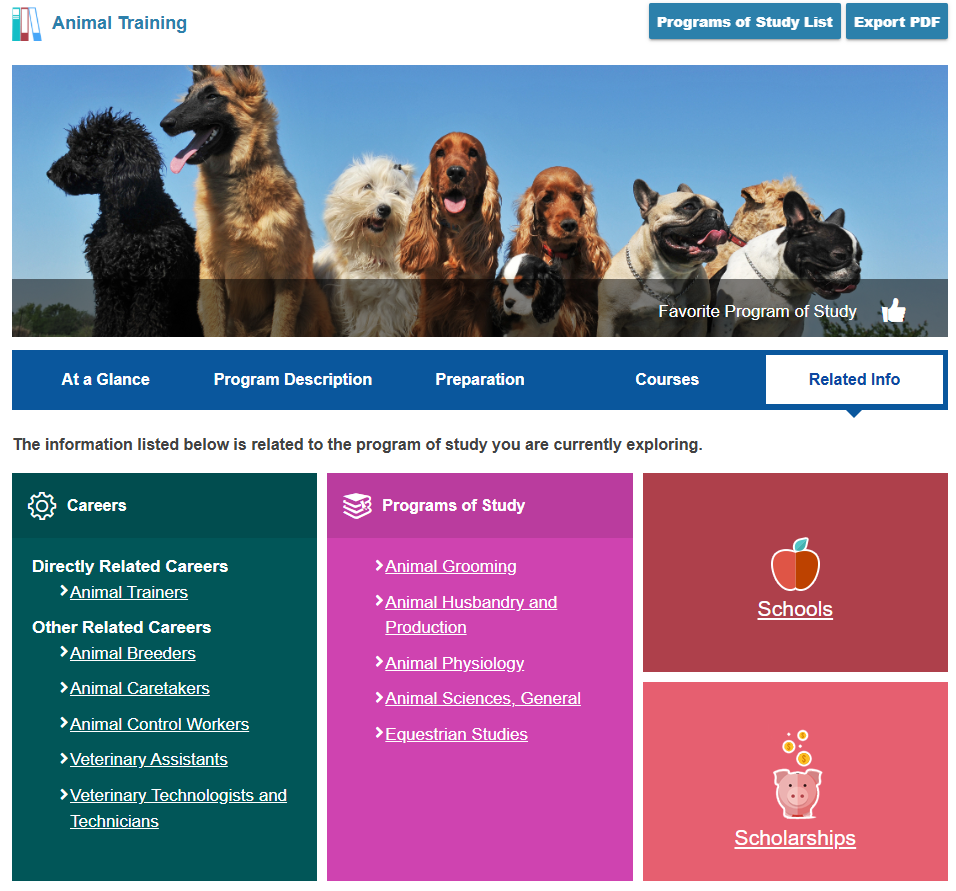 Animal Training
Programs of Study List
Export PDF
Favorite Program of Study
At a Glance
Program Description
Preparation
Courses
Related Info
The information listed below is related to the program of study you are currently exploring.
Careers
Directly Related Careers
Animal Trainers
Other Related Careers
Animal Breeders
Animal Caretakers
Animal Control Workers
Veterinary Assistants
Veterinary Technologists and
Technicians
Programs of Study
Animal Grooming
Animal Husbandry and
Production
Animal Physiology
Animal Sciences, General
Equestrian Studies
Schools
Scholarships